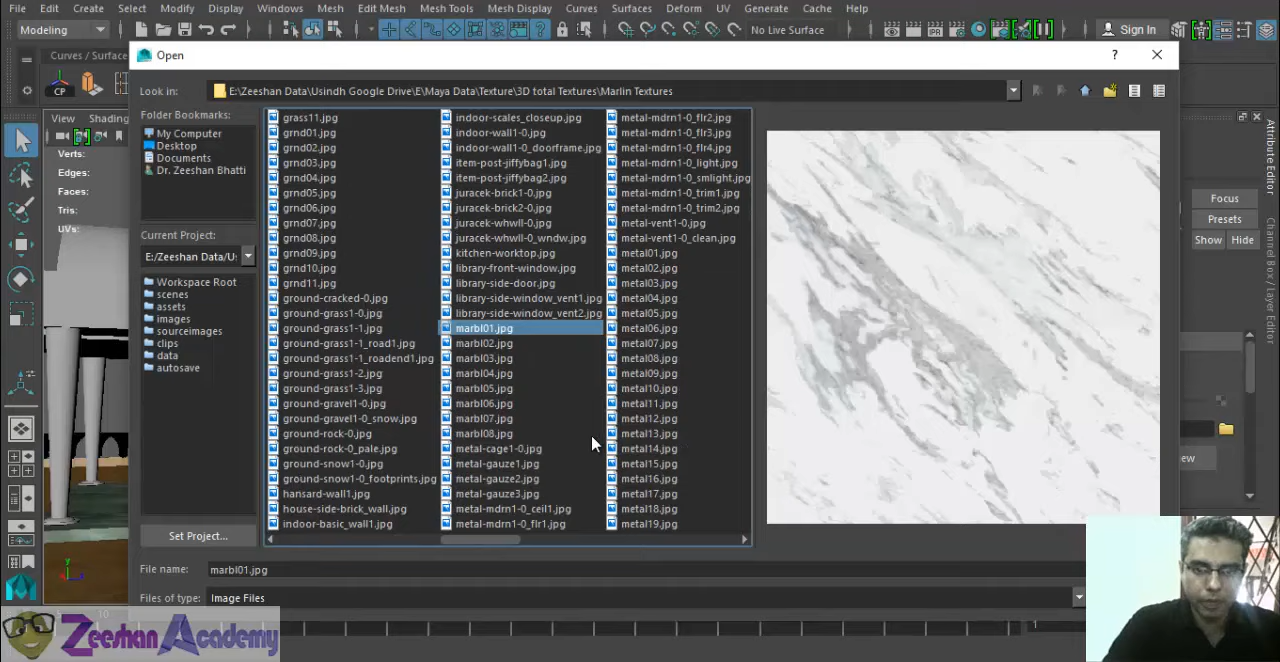 File Edit Create Select Modify Display Windows Mesh Edit Mesh Mesh Tools Mesh Display Curves Surfaces Deform UV Generate Cache Help
Modeling No Live Surface Sign In
Curves / Surface
Open ?
CP
Look in: E:\Zeeshan Data\Usindh Google Drive\E\Maya Data\Texture\3D total Textures\Marlin Textures
View Shading
Verts:
Edges:
Faces:
Tris:
UVs:
Folder Bookmarks:
My Computer
Desktop
Documents
Dr. Zeeshan Bhatti
Current Project:
E:/Zeeshan Data/U
Workspace Root
scenes
assets
images
sourceimages
clips
data
autosave
Set Project...
grass11.jpg
grnd01.jpg
grnd02.jpg
grnd03.jpg
grnd04.jpg
grnd05.jpg
grnd06.jpg
grnd07.jpg
grnd08.jpg
grnd09.jpg
grnd10.jpg
grnd11.jpg
ground-cracked-0.jpg
ground-grass1-0.jpg
ground-grass1-1.jpg
ground-grass1-1_road1.jpg
ground-grass1-1_roadend1.jpg
ground-grass1-2.jpg
ground-grass1-3.jpg
ground-gravel1-0.jpg
ground-gravel1-0_snow.jpg
ground-rock-0.jpg
ground-rock-0_pale.jpg
ground-snow1-0.jpg
ground-snow1-0_footprints.jpg
hansard-wall1.jpg
house-side-brick_wall.jpg
indoor-basic_wall1.jpg
indoor-scales_closeup.jpg
indoor-wall1-0.jpg
indoor-wall1-0_doorframe.jpg
item-post-jiffybag1.jpg
item-post-jiffybag2.jpg
juracek-brick1-0.jpg
juracek-brick2-0.jpg
juracek-whwll-0.jpg
juracek-whwll-0_wndw.jpg
kitchen-worktop.jpg
library-front-window.jpg
library-side-door.jpg
library-side-window_vent1.jpg
library-side-window_vent2.jpg
marbl01.jpg
marbl02.jpg
marbl03.jpg
marbl04.jpg
marbl05.jpg
marbl06.jpg
marbl07.jpg
marbl08.jpg
metal-cage1-0.jpg
metal-gauze1.jpg
metal-gauze2.jpg
metal-gauze3.jpg
metal-mdrn1-0_ceil1.jpg
metal-mdrn1-0_flr1.jpg
metal-mdrn1-0_flr2.jpg
metal-mdrn1-0_flr3.jpg
metal-mdrn1-0_flr4.jpg
metal-mdrn1-0_light.jpg
metal-mdrn1-0_smlight.jpg
metal-mdrn1-0_trim1.jpg
metal-mdrn1-0_trim2.jpg
metal-vent1-0.jpg
metal-vent1-0_clean.jpg
metal01.jpg
metal02.jpg
metal03.jpg
metal04.jpg
metal05.jpg
metal06.jpg
metal07.jpg
metal08.jpg
metal09.jpg
metal10.jpg
metal11.jpg
metal12.jpg
metal13.jpg
metal14.jpg
metal15.jpg
metal16.jpg
metal17.jpg
metal18.jpg
metal19.jpg
File name: marbl01.jpg
Files of type: Image Files
Focus
Presets
Show Hide
ew
Attribute Editor
Channel Box / Layer Editor
y
z
10
1
Zeeshan Academy